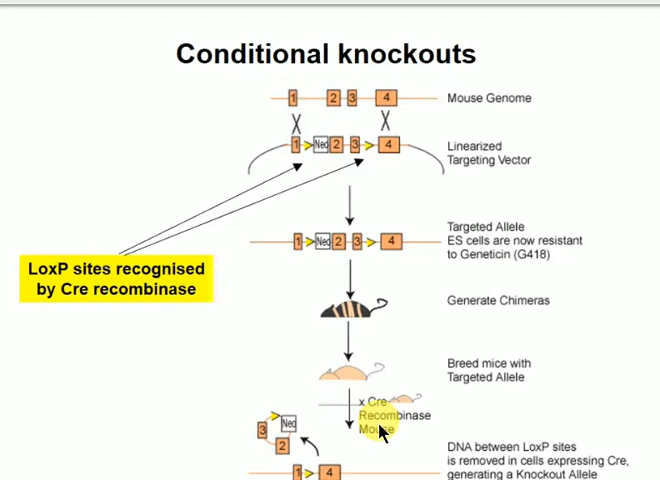 Conditional knockouts
1 2 3 4
Mouse Genome
1 Neo 2 3 4
Linearized
Targeting Vector
Targeted Allele
ES cells are now resistant
to Geneticin (G418)
1 Neo 2 3 4
LoxP sites recognised
by Cre recombinase
Generate Chimeras
Breed mice with
Targeted Allele
x Cre-
Recombinase
Mouse
Neo
3
2
DNA between LoxP sites
is removed in cells expressing Cre,
generating a Knockout Allele
1 4